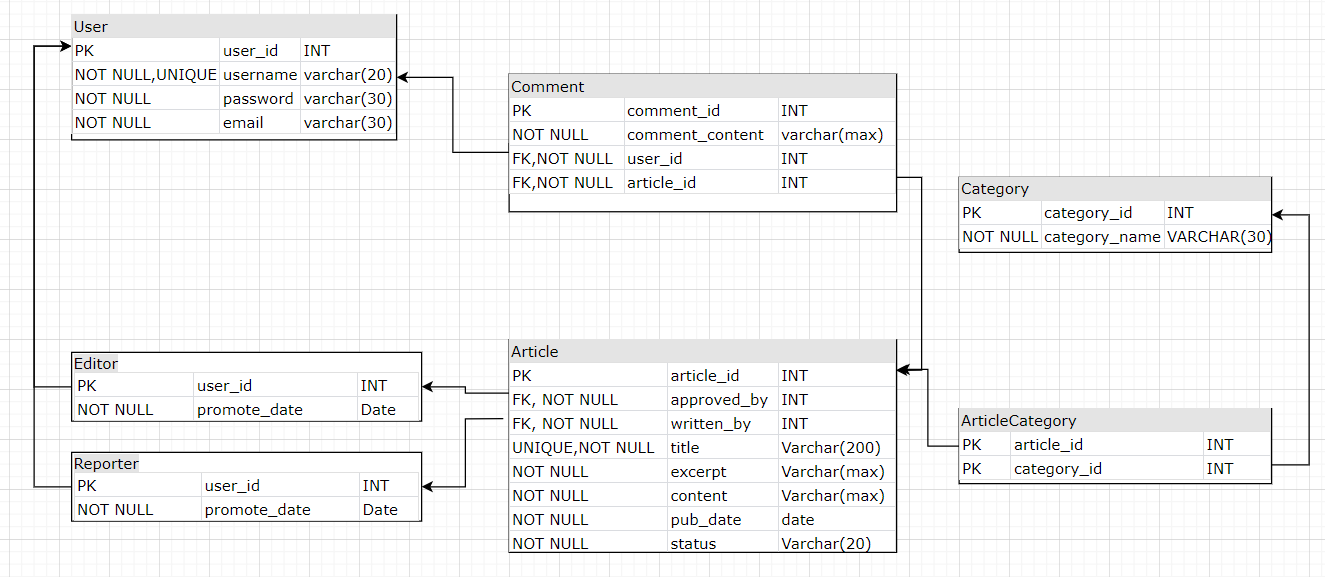 User
PK user_id INT
NOT NULL,UNIQUE username varchar(20)
NOT NULL password varchar(30)
NOT NULL email varchar(30)
Comment
PK comment_id INT
NOT NULL comment_content varchar(max)
FK,NOT NULL user_id INT
FK,NOT NULL article_id INT
Category
PK category_id INT
NOT NULL category_name VARCHAR(30)
Editor
PK user_id INT
NOT NULL promote_date Date
Reporter
PK user_id INT
NOT NULL promote_date Date
Article
PK article_id INT
FK, NOT NULL approved_by INT
FK, NOT NULL written_by INT
UNIQUE,NOT NULL title Varchar(200)
NOT NULL excerpt Varchar(max)
NOT NULL content Varchar(max)
NOT NULL pub_date date
NOT NULL status Varchar(20)
ArticleCategory
PK article_id INT
PK category_id INT